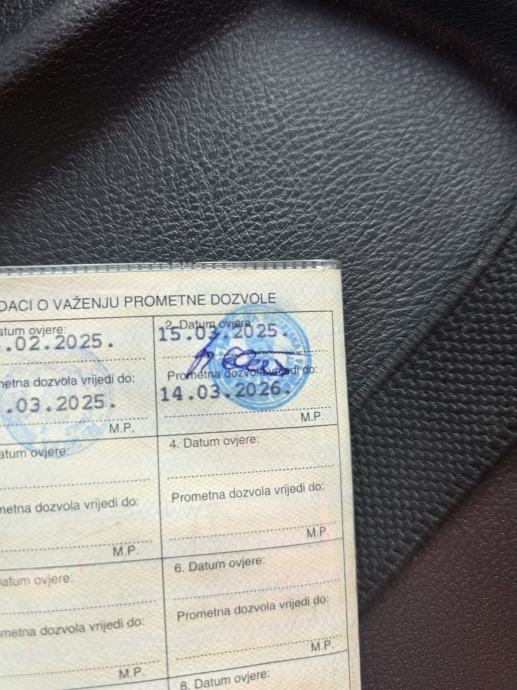 DACI O VAŽENJU PROMETNE DOZVOLE
atum ovjere:
.02.2025.
metna dozvola vrijedi do:
.03.2025.
M.P.
2. Datum ovjere
15.03.2025
Prometna dozvola vrijedi do:
14.03.2026.
M.P.
atum ovjere:
metna dozvola vrijedi do:
M.P.
4. Datum ovjere:
Prometna dozvola vrijedi do:
M.P.
atum ovjere:
metna dozvola vrijedi do:
M.P.
6. Datum ovjere:
Prometna dozvola vrijedi do:
M.P.
8. Datum ovjere: